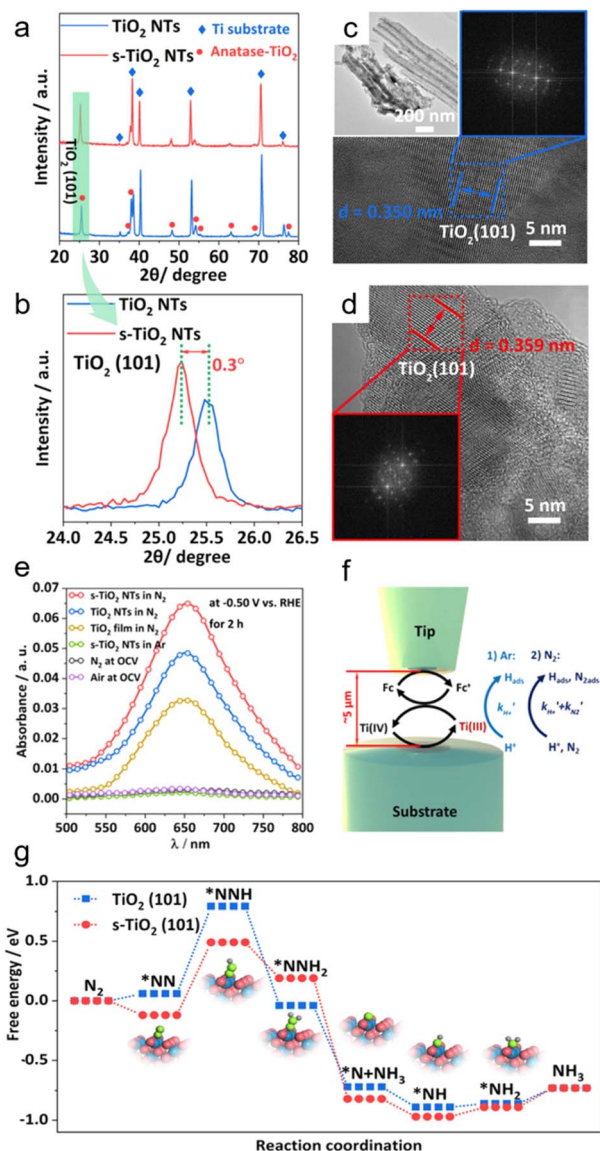 a
TiO₂ NTs
s-TiO₂ NTs
Ti substrate
Anatase-TiO₂
Intensity / a.u.
TiO₂ (101)
20 30 40 50 60 70 80
2θ/ degree
b
TiO₂ NTs
s-TiO₂ NTs
TiO₂ (101)
0.3°
Intensity / a.u.
24.0 24.5 25.0 25.5 26.0 26.5
2θ/ degree
c
200 nm
d = 0.350 nm
TiO₂(101)
5 nm
d
d = 0.359 nm
TiO₂(101)
5 nm
e
0.07
0.06
0.05
0.04
0.03
0.02
0.01
0.00
Absorbance / a.u.
s-TiO₂ NTs in N₂
TiO₂ NTs in N₂
TiO₂ film in N₂
s-TiO₂ NTs in Ar
N₂ at OCV
Air at OCV
at -0.50 V vs. RHE
for 2 h
500 550 600 650 700 750 800
λ / nm
f
Tip
~5 μm
Fc
Fc⁺
Ti(IV)
Ti(III)
Substrate
1) Ar:
H_ads
k_H+'
H⁺
2) N₂:
H_ads, N₂ads
k_H+'+k_N2'
H⁺, N₂
g
1.0
0.5
0.0
-0.5
-1.0
Free energy / eV
TiO₂ (101)
s-TiO₂ (101)
N₂
*NN
*NNH
*NNH₂
*N+NH₃
*NH
*NH₂
NH₃
Reaction coordination